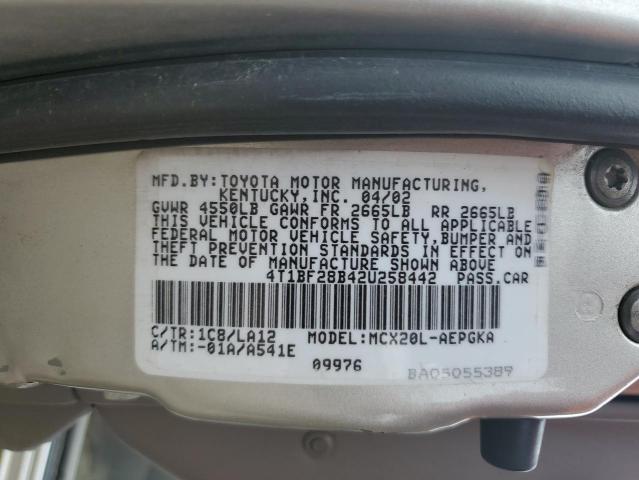 MFD.BY:TOYOTA MOTOR MANUFACTURING,
KENTUCKY,INC. 04/02
GVWR 4550LB GAWR FR 2665LB RR 2665LB
THIS VEHICLE CONFORMS TO ALL APPLICABLE
FEDERAL MOTOR VEHICLE SAFETY,BUMPER AND
THEFT PREVENTION STANDARDS IN EFFECT ON
THE DATE OF MANUFACTURE SHOWN ABOVE
4T1BF28B42U258442 PASS.CAR
C/TR:1C8/LA12 MODEL:MCX20L-AEPGKA
A/TM:-01A/A541E
09976
BA05055389